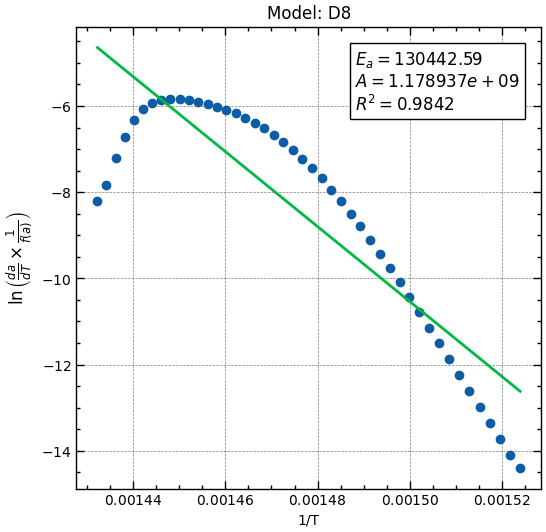 Model: D8
E_a = 130442.59
A = 1.178937e + 09
R^2 = 0.9842
ln(da/dT × 1/f(a))
−6
−8
−10
−12
−14
0.00144 0.00146 0.00148 0.00150 0.00152
1/T